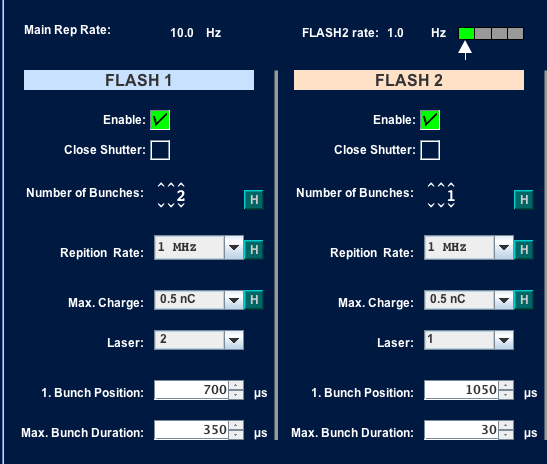 Main Rep Rate: 10.0 Hz FLASH2 rate: 1.0 Hz
FLASH 1 FLASH 2
Enable: Enable:
Close Shutter: Close Shutter:
Number of Bunches: 2 H Number of Bunches: 1 H
Repition Rate: 1 MHz H Repition Rate: 1 MHz H
Max. Charge: 0.5 nC H Max. Charge: 0.5 nC H
Laser: 2 Laser: 1
1. Bunch Position: 700 µs 1. Bunch Position: 1050 µs
Max. Bunch Duration: 350 µs Max. Bunch Duration: 30 µs